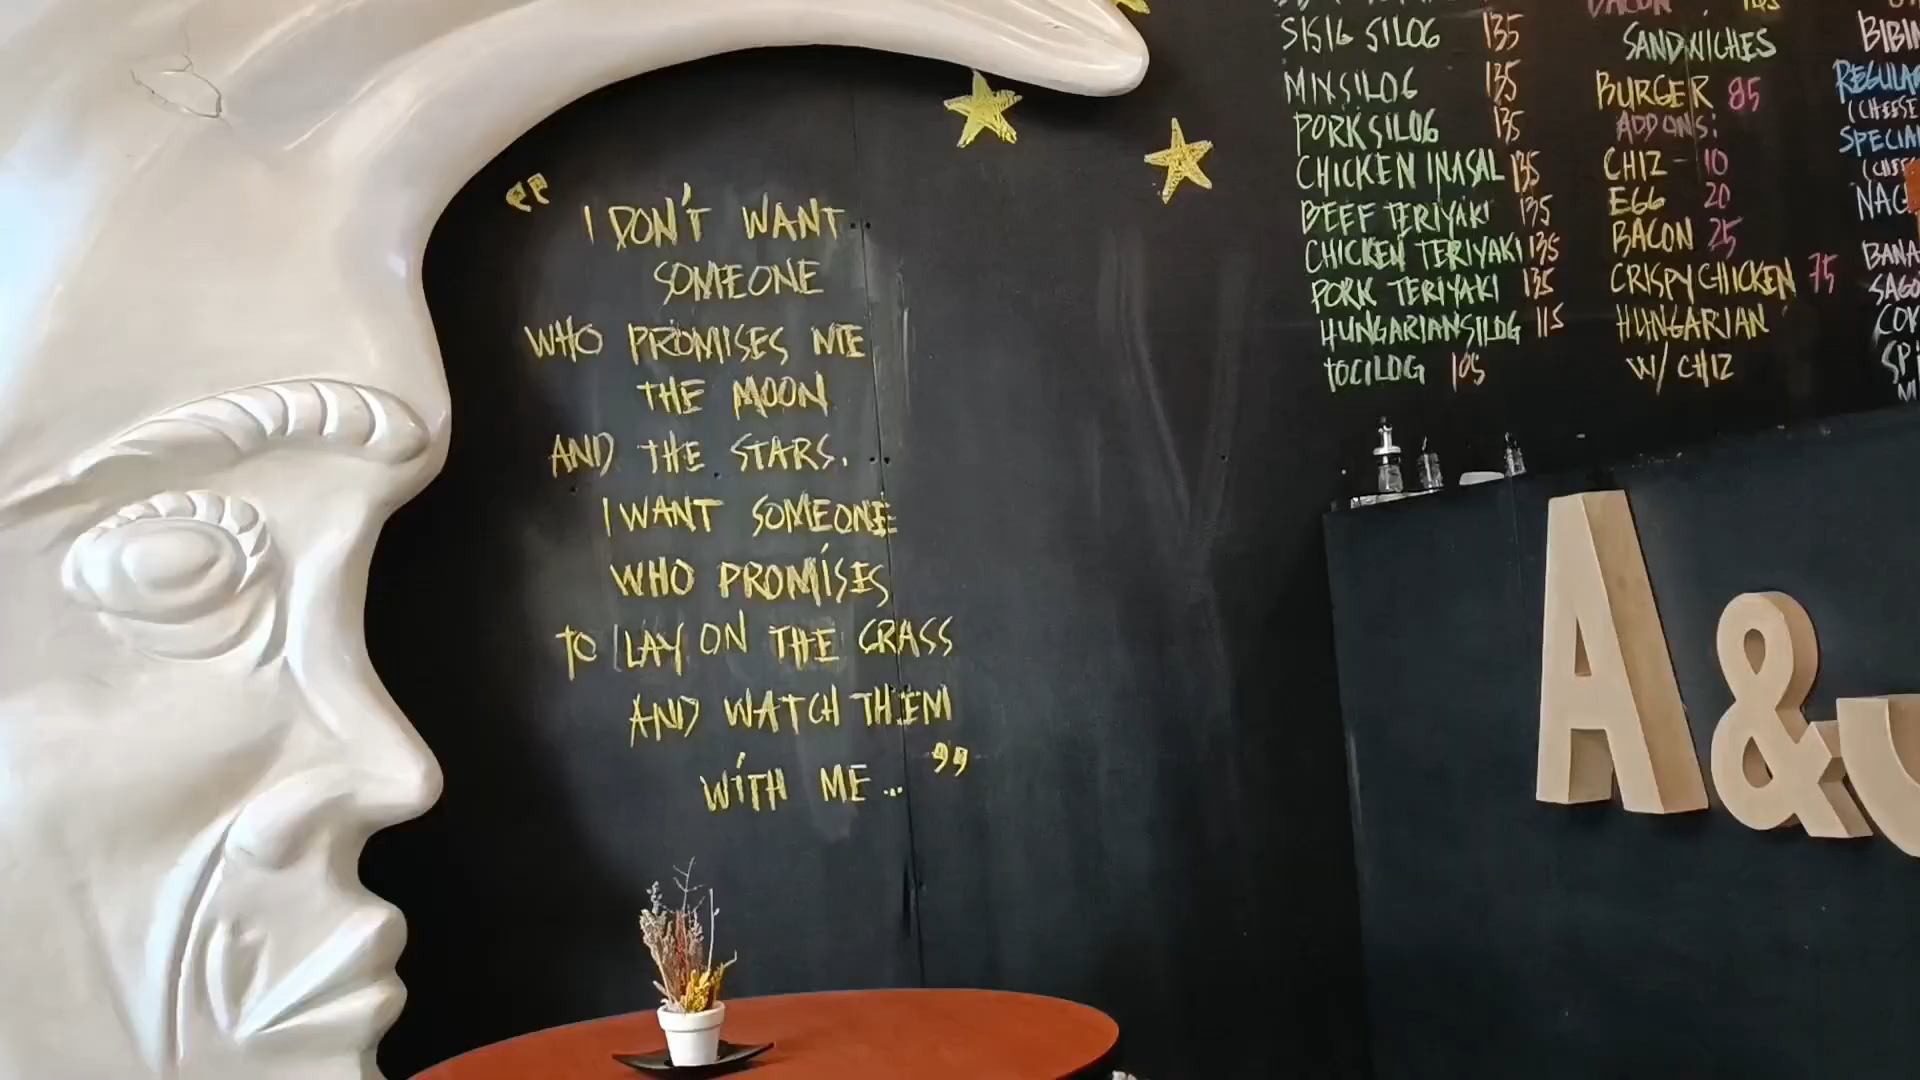 “ I DON'T WANT
SOMEONE
WHO PROMISES ME
THE MOON
AND THE STARS.
I WANT SOMEONE
WHO PROMISES
TO LAY ON THE GRASS
AND WATCH THEM
WITH ME... ”
SISIG SILOG 135
MIXSILOG 135
PORKSILOG 135
CHICKEN INASAL 135
BEEF TERIYAKI 135
CHICKEN TERIYAKI 135
PORK TERIYAKI 135
HUNGARIANSILOG 115
TOCILOG 105
BACON
SANDWICHES
BURGER 85
ADD ONS:
CHIZ - 10
EGG 20
BACON 25
CRISPY CHICKEN 75
HUNGARIAN
W/ CHIZ
A&